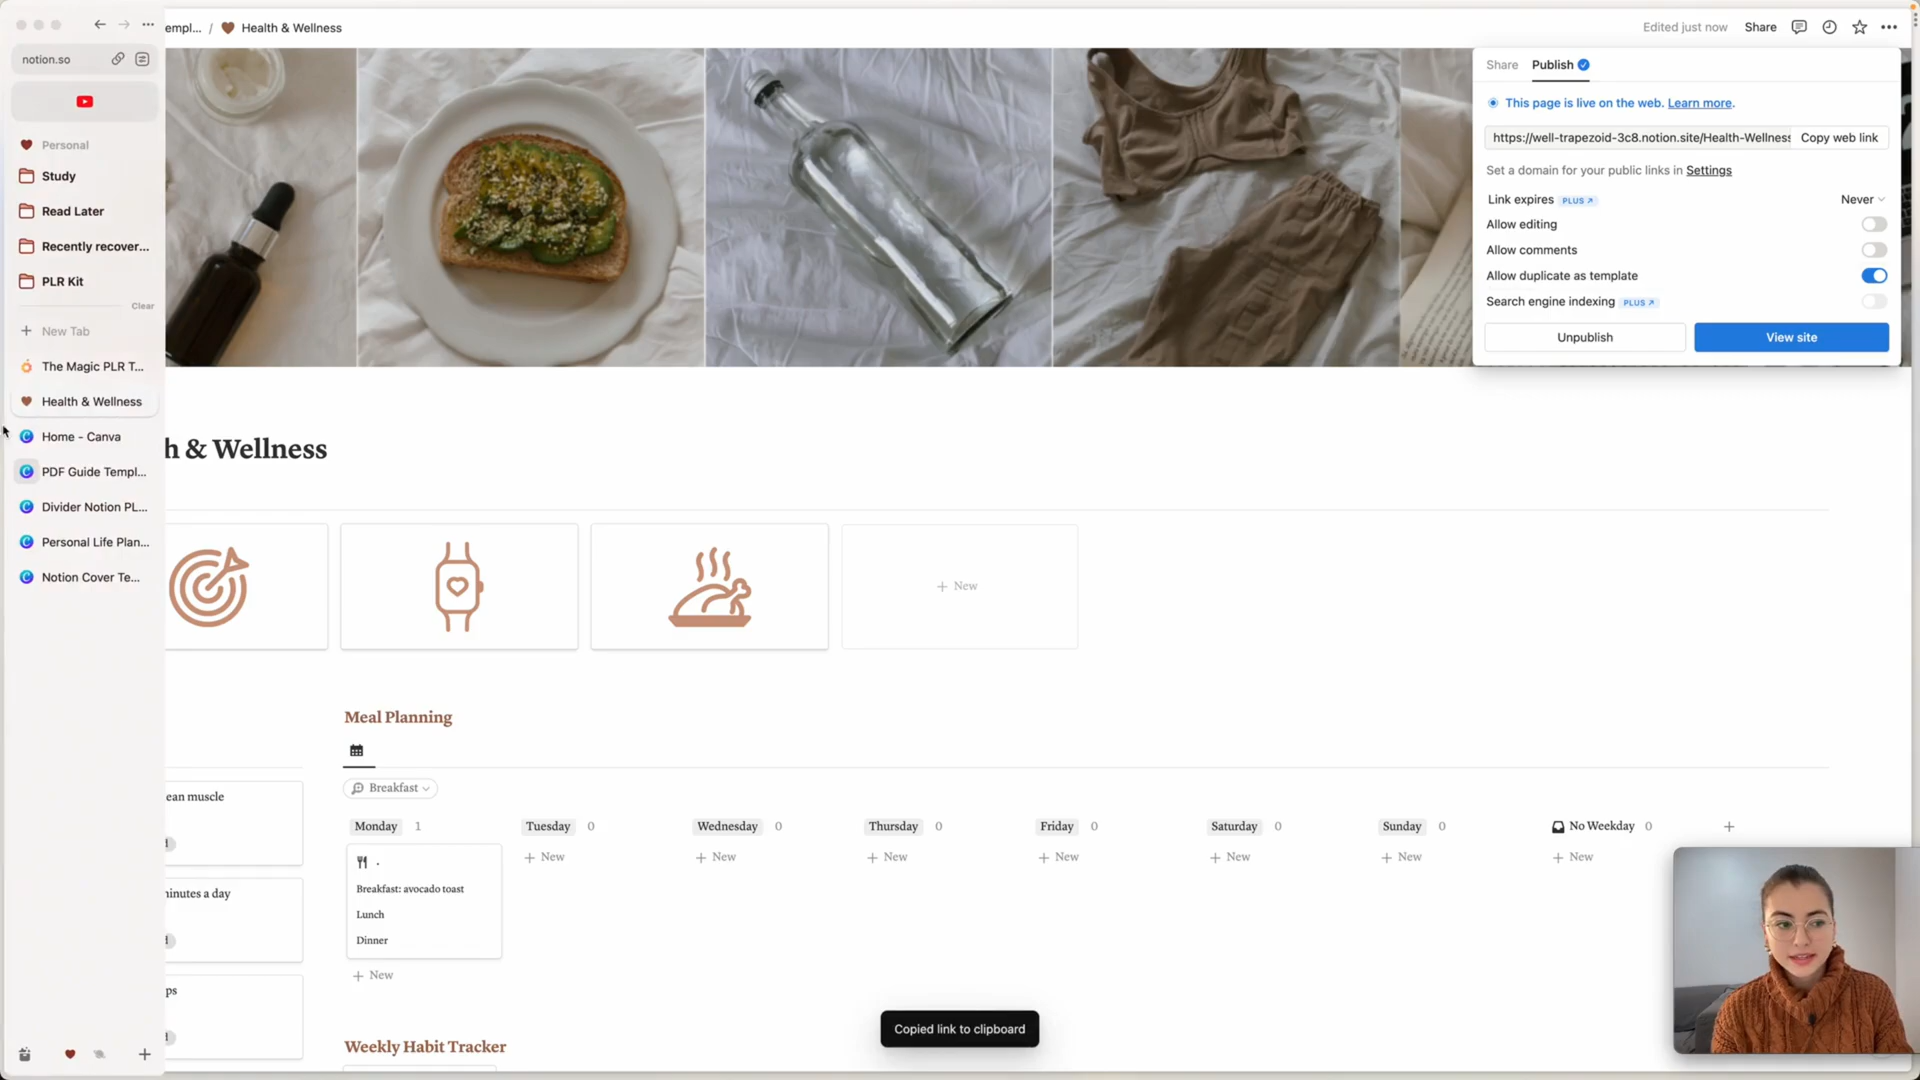 empl... / Health & Wellness
Edited just now
Share
notion.so
Personal
Study
Read Later
Recently recover...
PLR Kit
Clear
New Tab
The Magic PLR T...
Health & Wellness
Home - Canva
PDF Guide Templ...
Divider Notion PL...
Personal Life Plan...
Notion Cover Te...
Share
Publish
This page is live on the web. Learn more.
https://well-trapezoid-3c8.notion.site/Health-Wellness
Copy web link
Set a domain for your public links in Settings
Link expires PLUS ↗
Never
Allow editing
Allow comments
Allow duplicate as template
Search engine indexing PLUS ↗
Unpublish
View site
h & Wellness
+ New
ean muscle
inutes a day
ps
Meal Planning
Breakfast
Monday 1
Tuesday 0
Wednesday 0
Thursday 0
Friday 0
Saturday 0
Sunday 0
No Weekday 0
+ New
+ New
+ New
+ New
+ New
+ New
+ New
.
Breakfast: avocado toast
Lunch
Dinner
+ New
Weekly Habit Tracker
Copied link to clipboard